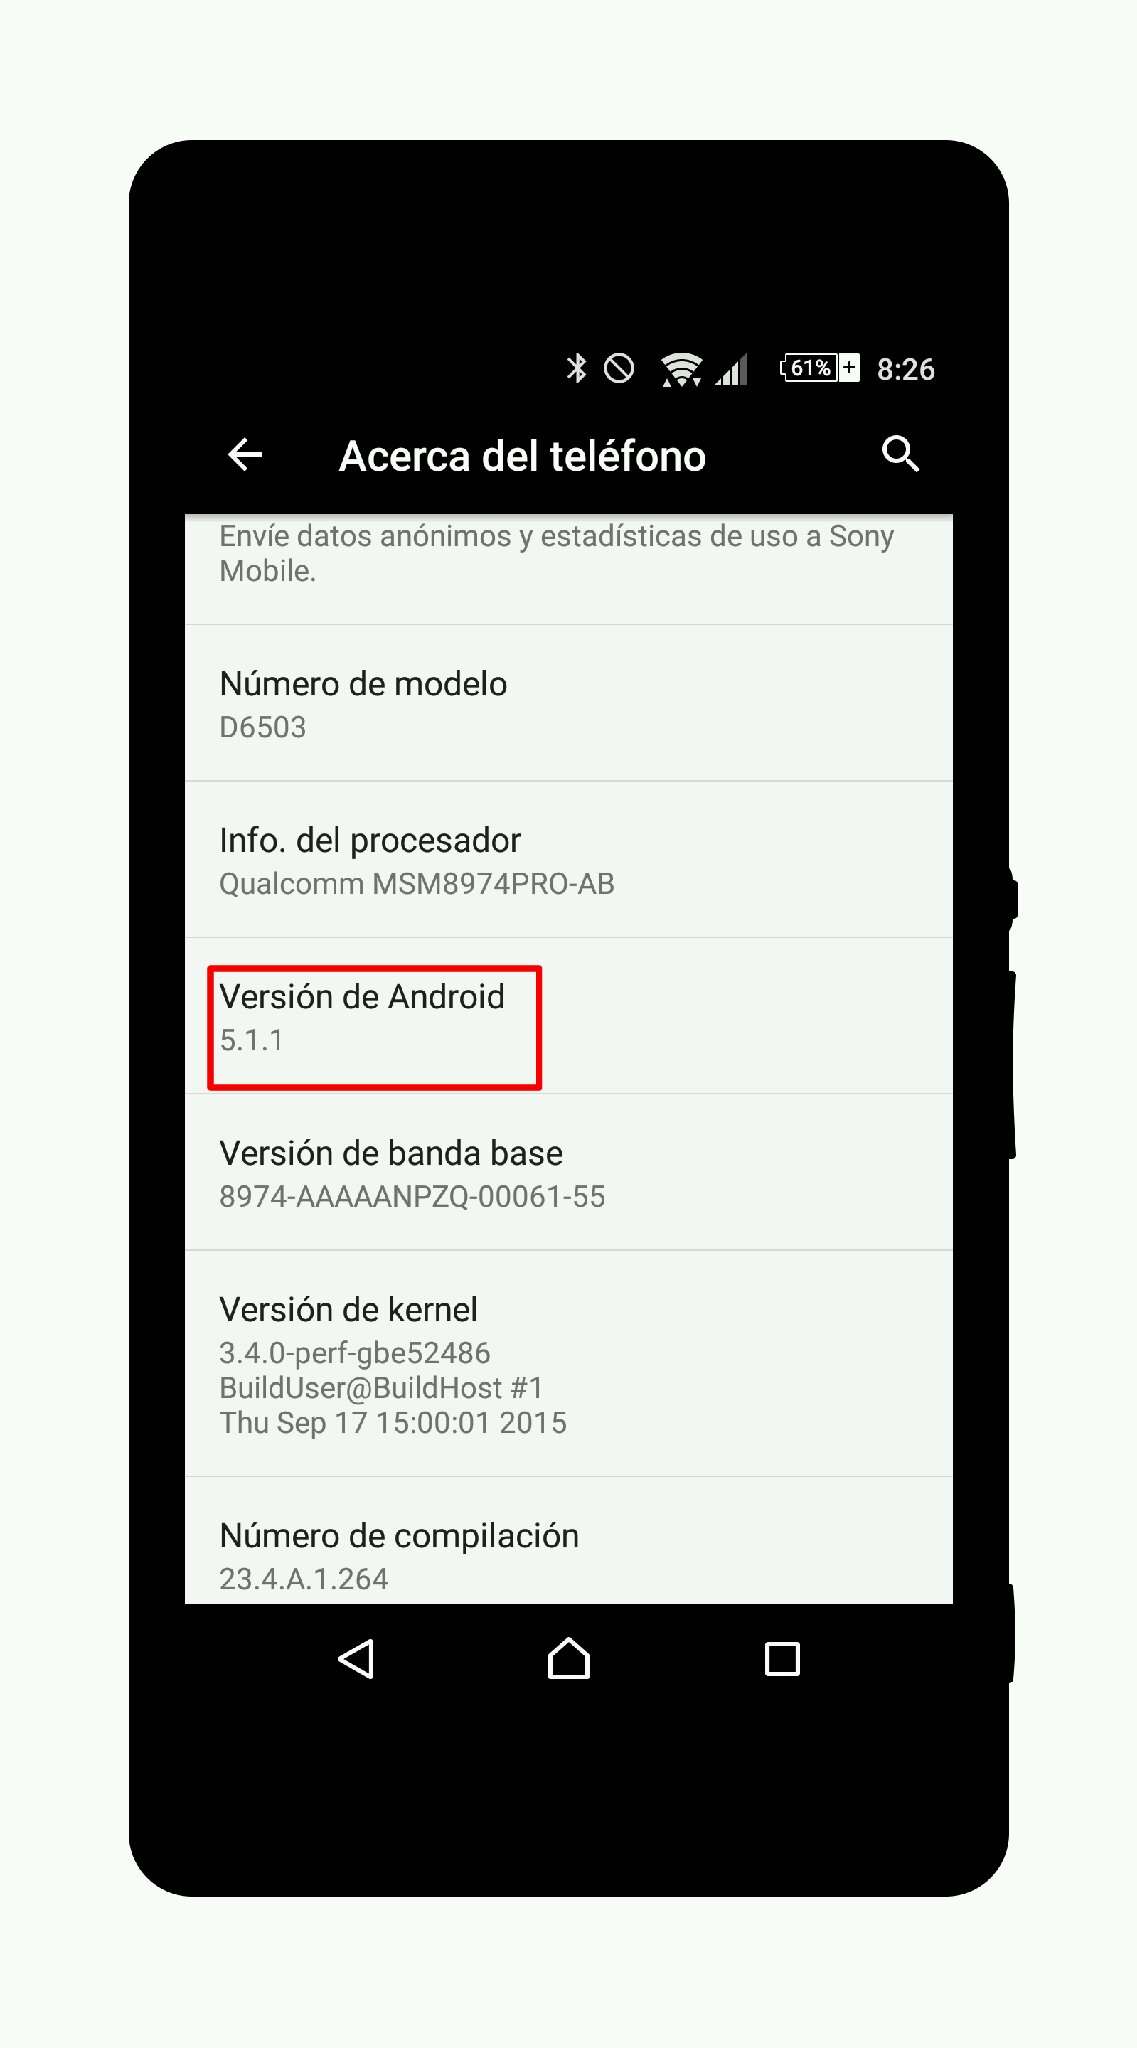 61% 8:26
Acerca del teléfono
Envíe datos anónimos y estadísticas de uso a Sony
Mobile.
Número de modelo
D6503
Info. del procesador
Qualcomm MSM8974PRO-AB
Versión de Android
5.1.1
Versión de banda base
8974-AAAAANPZQ-00061-55
Versión de kernel
3.4.0-perf-gbe52486
BuildUser@BuildHost #1
Thu Sep 17 15:00:01 2015
Número de compilación
23.4.A.1.264